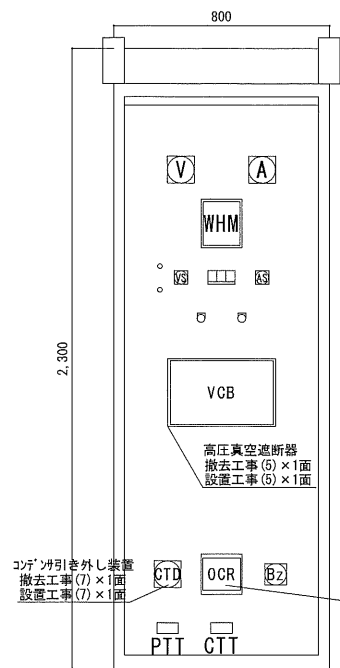 800
2,300
V
A
WHM
VS
AS
VCB
高圧真空遮断器
撤去工事(5)×1面
設置工事(5)×1面
ｺﾝﾃﾞﾝｻ引き外し装置
撤去工事(7)×1面
設置工事(7)×1面
CTD
OCR
Bz
PTT
CTT